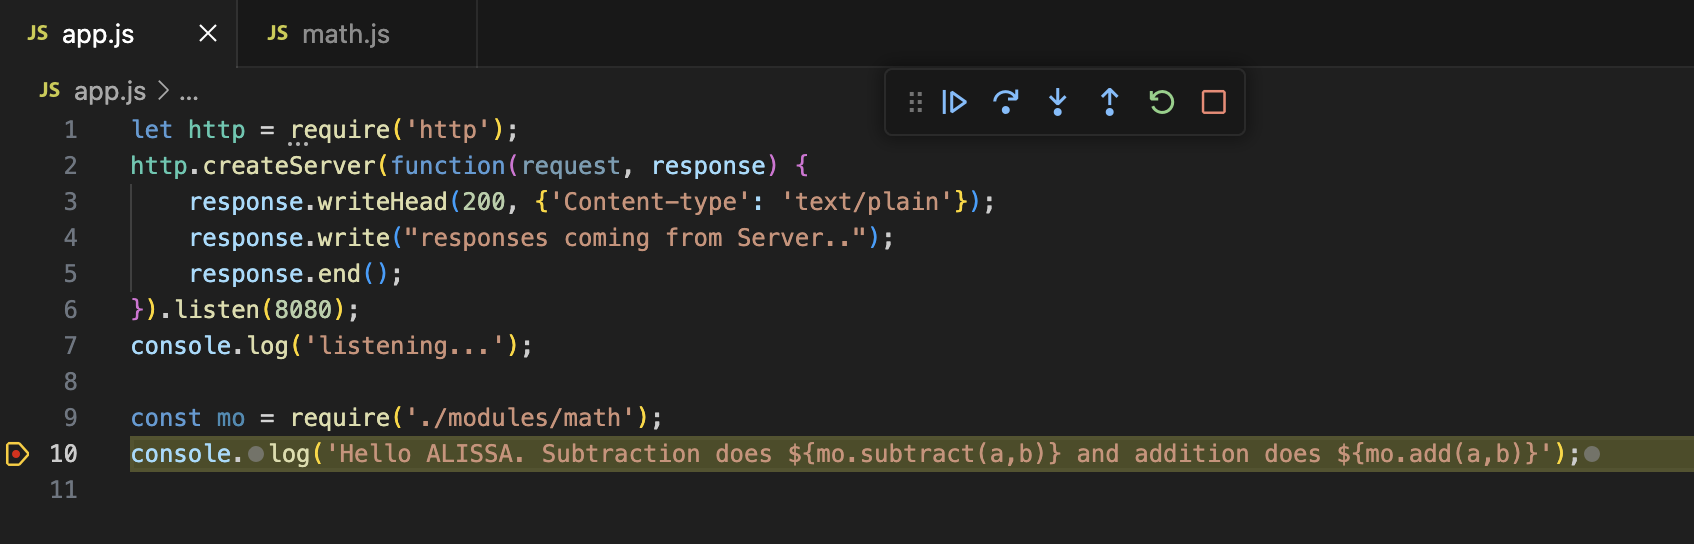 JS app.js JS math.js
JS app.js > ...
1 let http = require('http');
2 http.createServer(function(request, response) {
3 response.writeHead(200, {'Content-type': 'text/plain'});
4 response.write("responses coming from Server..");
5 response.end();
6 }).listen(8080);
7 console.log('listening...');
8
9 const mo = require('./modules/math');
10 console.log('Hello ALISSA. Subtraction does ${mo.subtract(a,b)} and addition does ${mo.add(a,b)}');
11